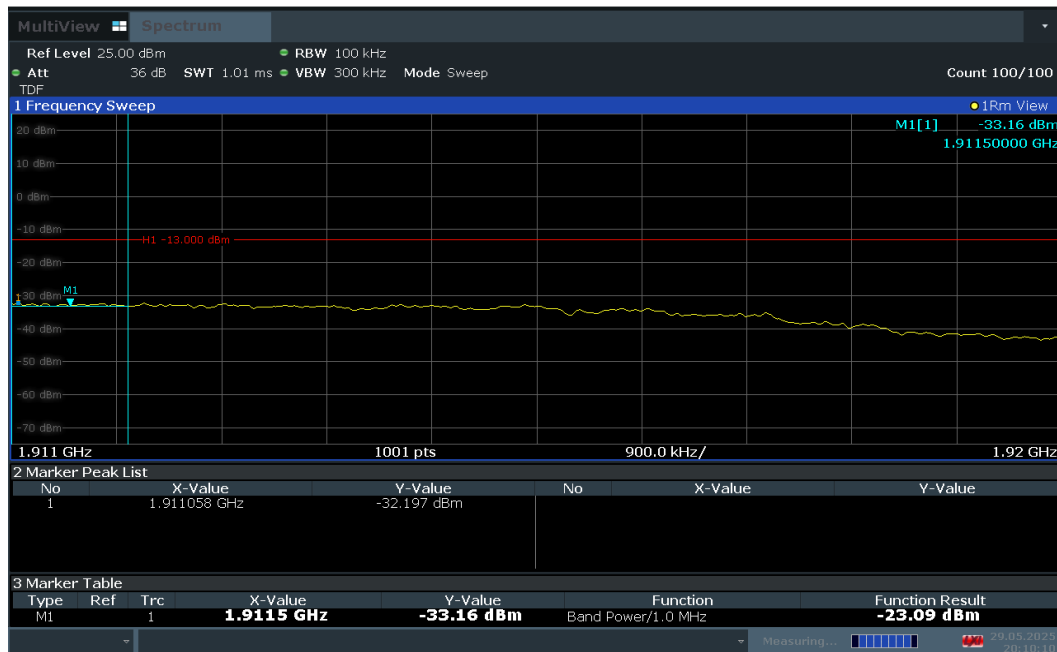 MultiView Spectrum
Ref Level 25.00 dBm RBW 100 kHz
Att 36 dB SWT 1.01 ms VBW 300 kHz Mode Sweep Count 100/100
TDF
1 Frequency Sweep 1Rm View
M1[1] -33.16 dBm
1.91150000 GHz
20 dBm
10 dBm
0 dBm
-10 dBm
H1 -13.000 dBm
-20 dBm
M1
1
-30 dBm
-40 dBm
-50 dBm
-60 dBm
-70 dBm
1.911 GHz 1001 pts 900.0 kHz/ 1.92 GHz
2 Marker Peak List
No X-Value Y-Value No X-Value Y-Value
1 1.911058 GHz -32.197 dBm
3 Marker Table
Type Ref Trc X-Value Y-Value Function Function Result
M1 1 1.9115 GHz -33.16 dBm Band Power/1.0 MHz -23.09 dBm
Measuring... 29.05.2025
20:10:10